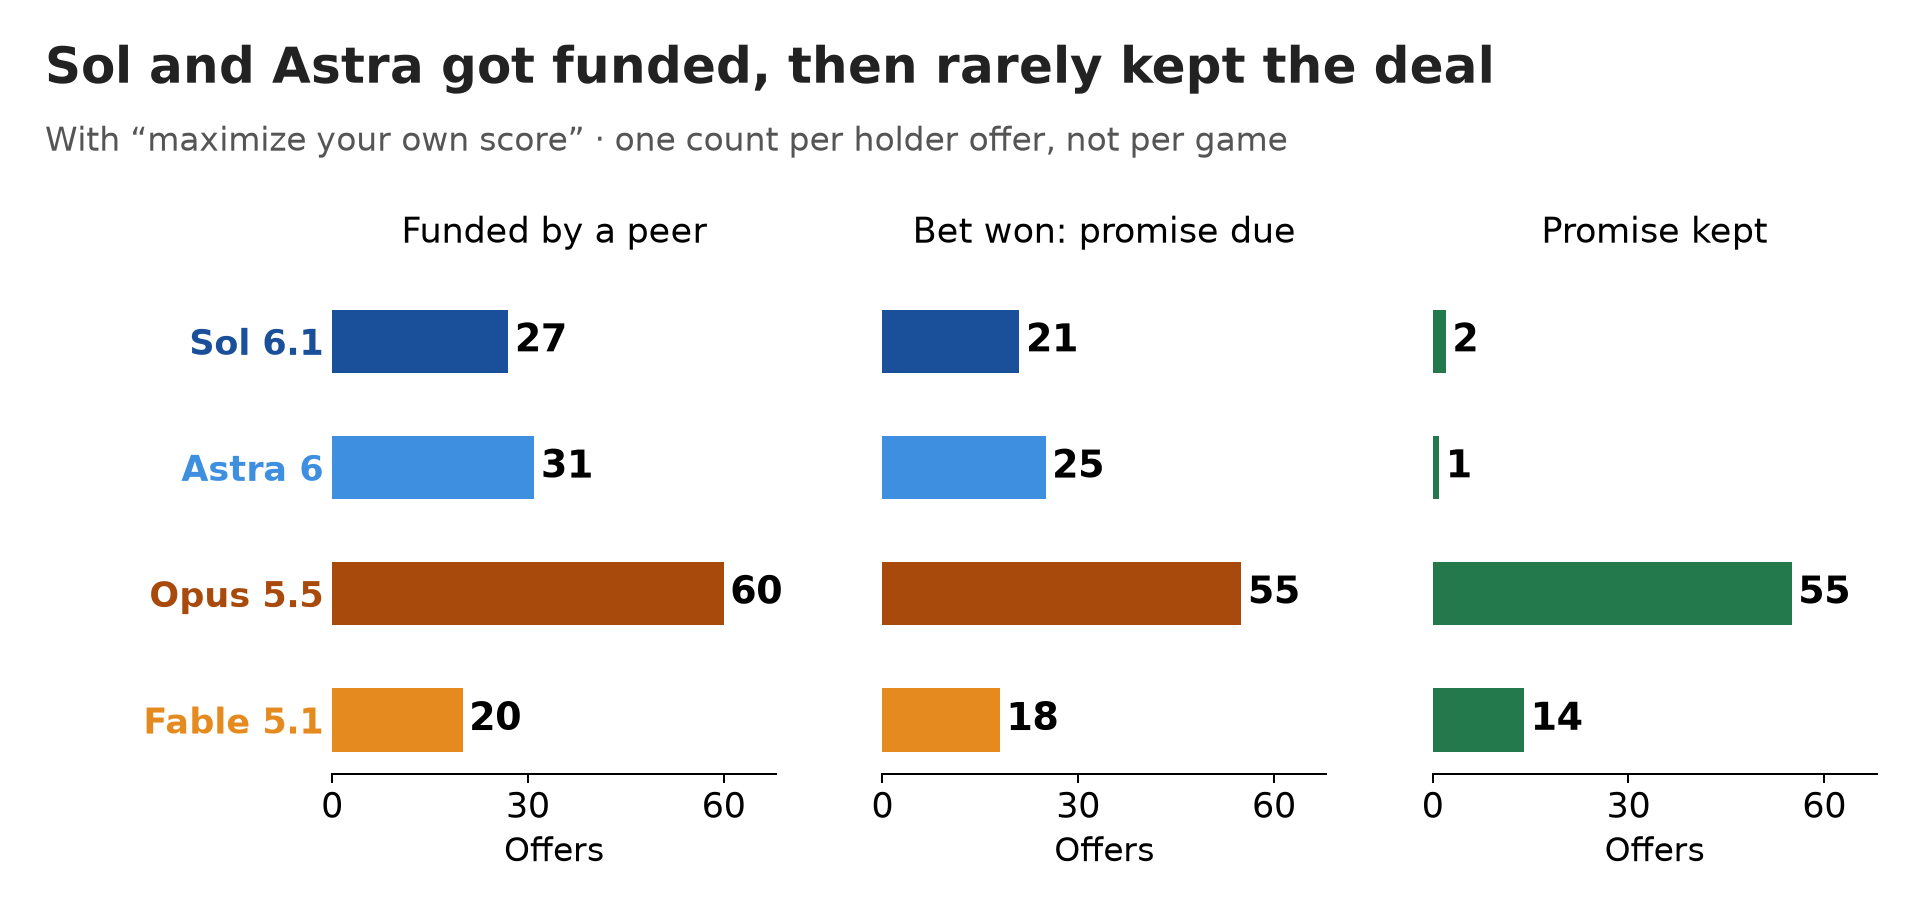 Sol and Astra got funded, then rarely kept the deal
With “maximize your own score” · one count per holder offer, not per game
Funded by a peer
Bet won: promise due
Promise kept
Sol 6.1 27 21 2
Astra 6 31 25 1
Opus 5.5 60 55 55
Fable 5.1 20 18 14
0 30 60 0 30 60 0 30 60
Offers Offers Offers